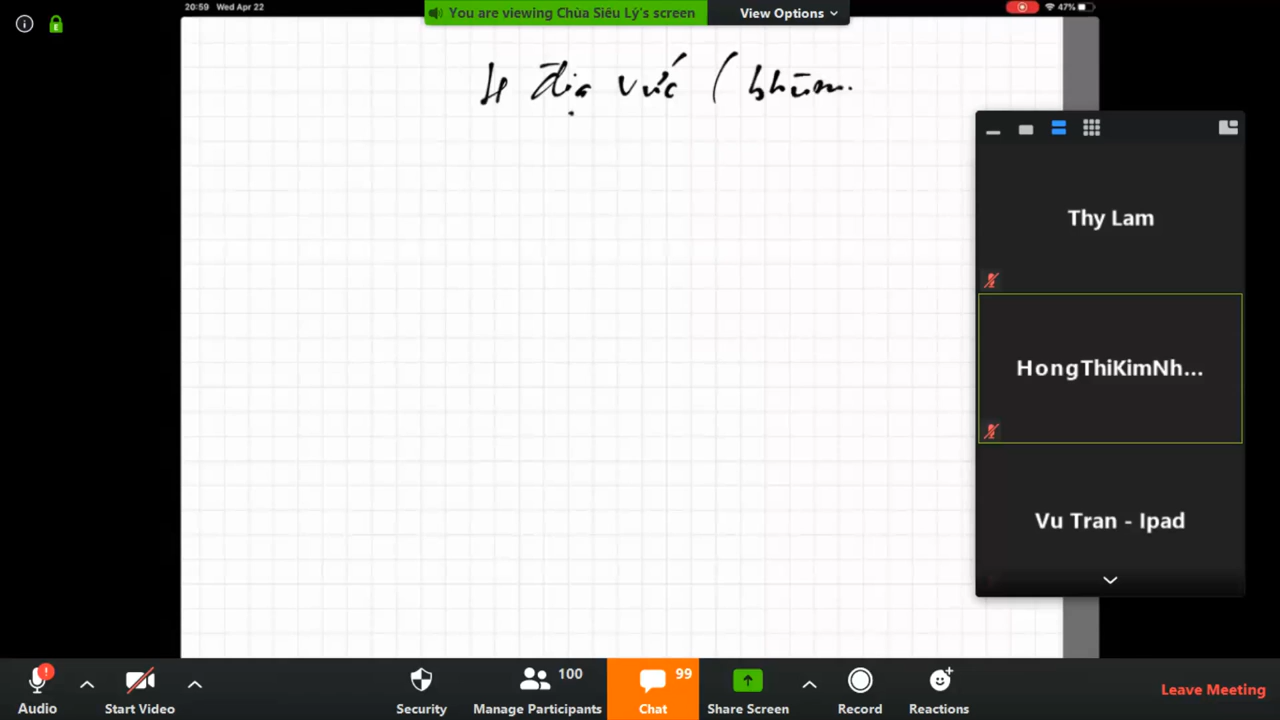 20:59 Wed Apr 22
You are viewing Chùa Siêu Lý's screen
View Options
47%
4 địa vức ( bhūm.
Thy Lam
HongThiKimNh...
Vu Tran - Ipad
Audio
Start Video
Security
Manage Participants
100
Chat
99
Share Screen
Record
Reactions
Leave Meeting